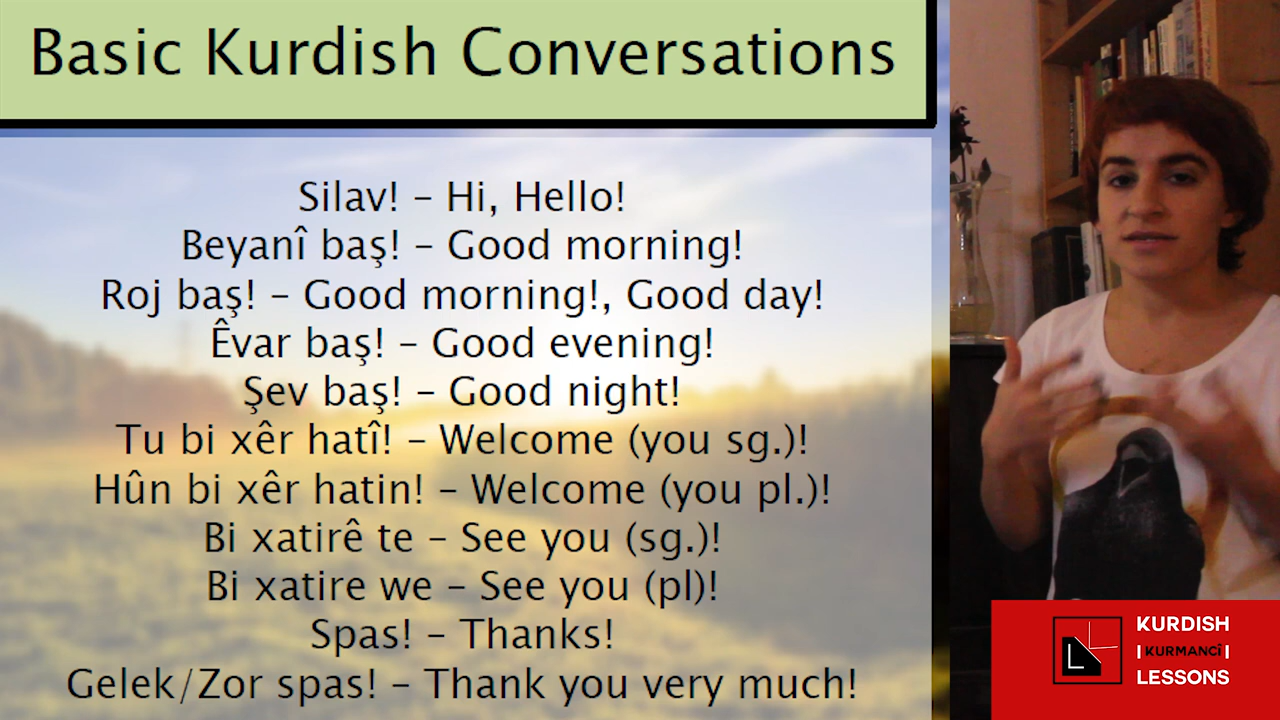 Basic Kurdish Conversations
Silav! – Hi, Hello!
Beyanî baş! – Good morning!
Roj baş! – Good morning!, Good day!
Êvar baş! – Good evening!
Şev baş! – Good night!
Tu bi xêr hatî! – Welcome (you sg.)!
Hûn bi xêr hatin! – Welcome (you pl.)!
Bi xatirê te – See you (sg.)!
Bi xatire we – See you (pl)!
Spas! – Thanks!
Gelek/Zor spas! – Thank you very much!
KURDISH
| KURMANCÎ |
LESSONS